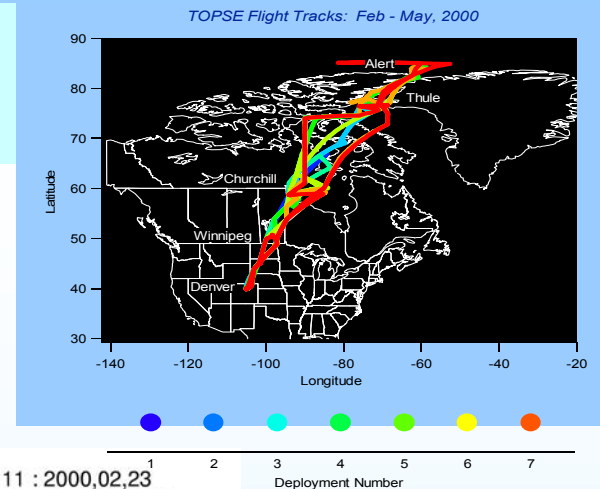 TOPSE Flight Tracks: Feb - May, 2000
90
80
70
60
50
40
30
Latitude
Alert
Thule
Churchill
Winnipeg
Denver
-140 -120 -100 -80 -60 -40 -20
Longitude
1 2 3 4 5 6 7
Deployment Number
11 : 2000,02,23